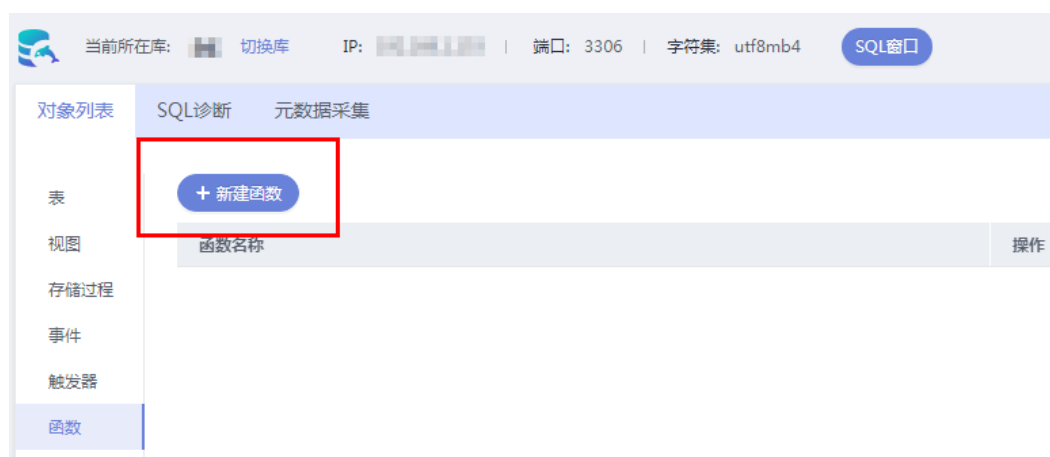 当前所在库: 切换库 IP: | 端口: 3306 | 字符集: utf8mb4 SQL窗口
对象列表 SQL诊断 元数据采集
表
+ 新建函数
视图
函数名称 操作
存储过程
事件
触发器
函数